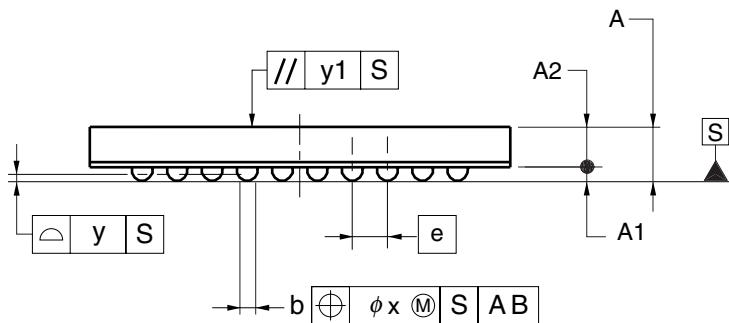 A
// y1 S
A2
S
⌓ y S
e
A1
b ⌖ φx Ⓜ S AB